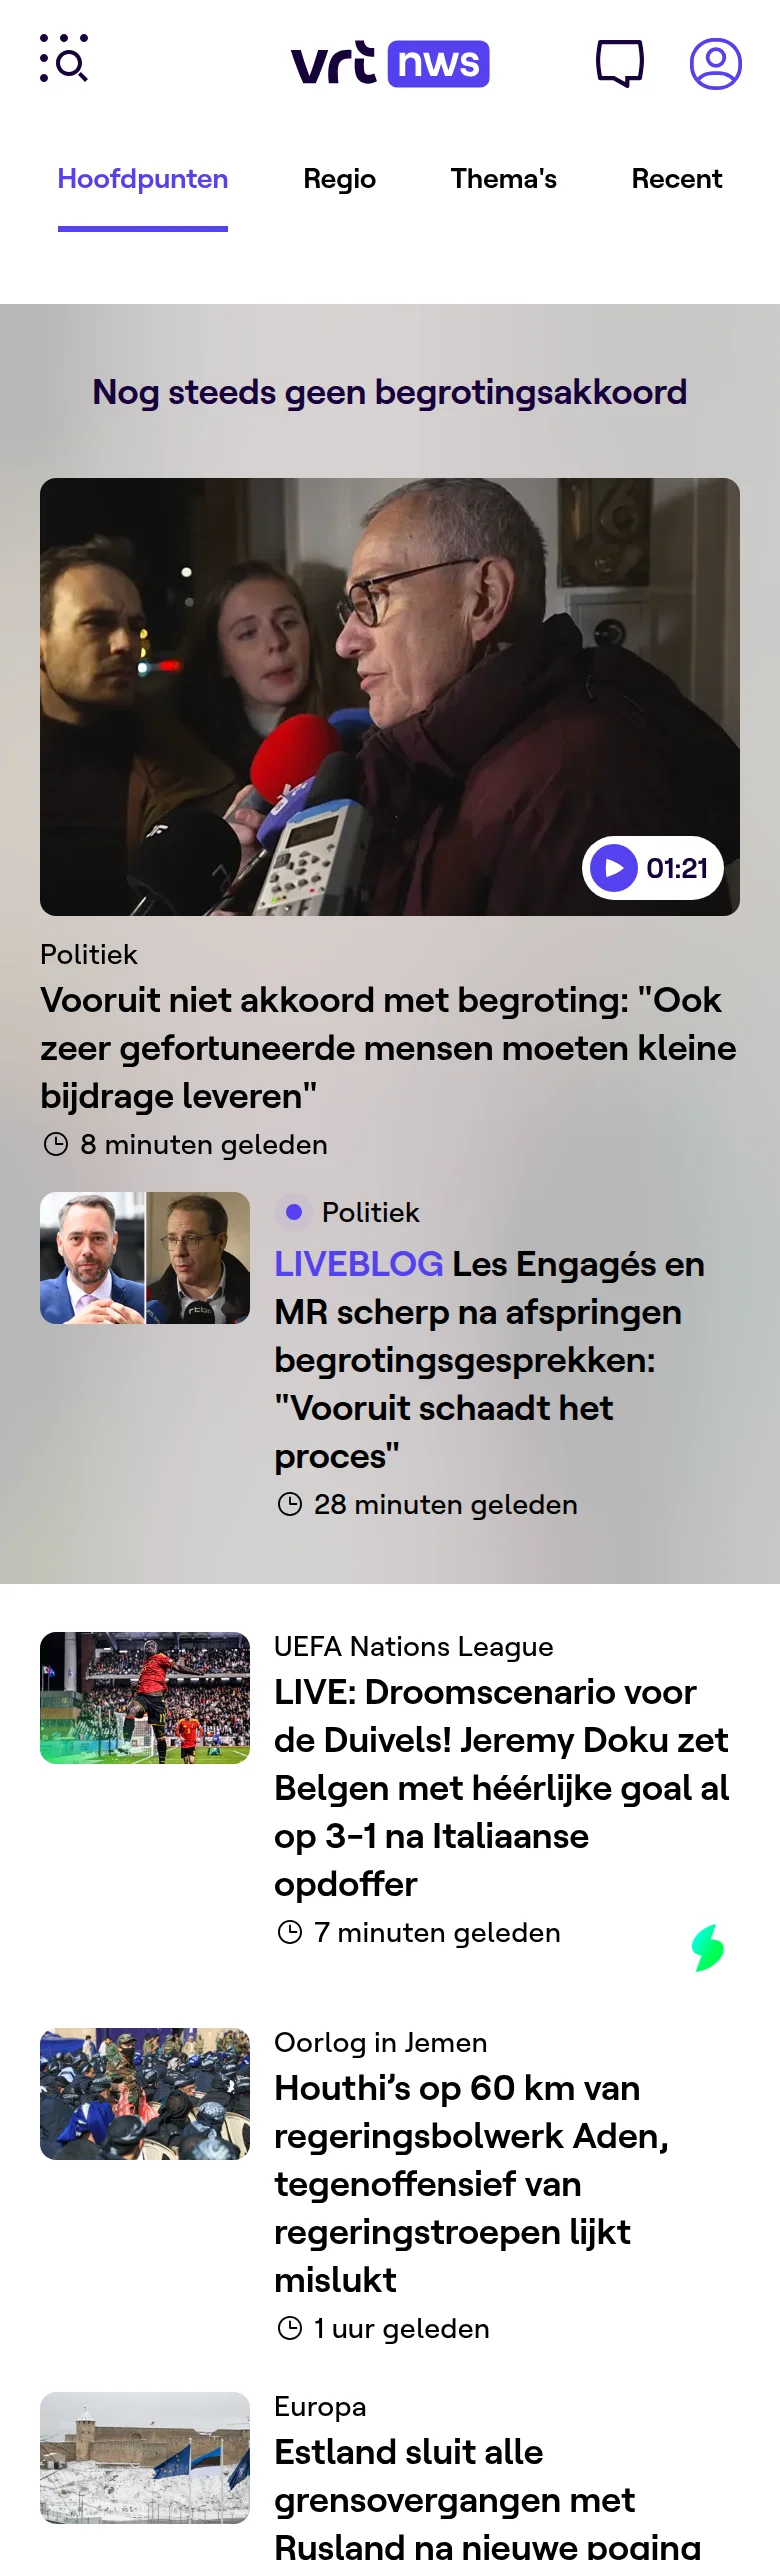 vrt nws
Hoofdpunten Regio Thema's Recent
Nog steeds geen begrotingsakkoord
01:21
Politiek
Vooruit niet akkoord met begroting: "Ook
zeer gefortuneerde mensen moeten kleine
bijdrage leveren"
8 minuten geleden
rtbf
Politiek
LIVEBLOG Les Engagés en
MR scherp na afspringen
begrotingsgesprekken:
"Vooruit schaadt het
proces"
28 minuten geleden
UEFA Nations League
LIVE: Droomscenario voor
de Duivels! Jeremy Doku zet
Belgen met héérlijke goal al
op 3-1 na Italiaanse
opdoffer
7 minuten geleden
Oorlog in Jemen
Houthi’s op 60 km van
regeringsbolwerk Aden,
tegenoffensief van
regeringstroepen lijkt
mislukt
1 uur geleden
Europa
Estland sluit alle
grensovergangen met
Rusland na nieuwe poging